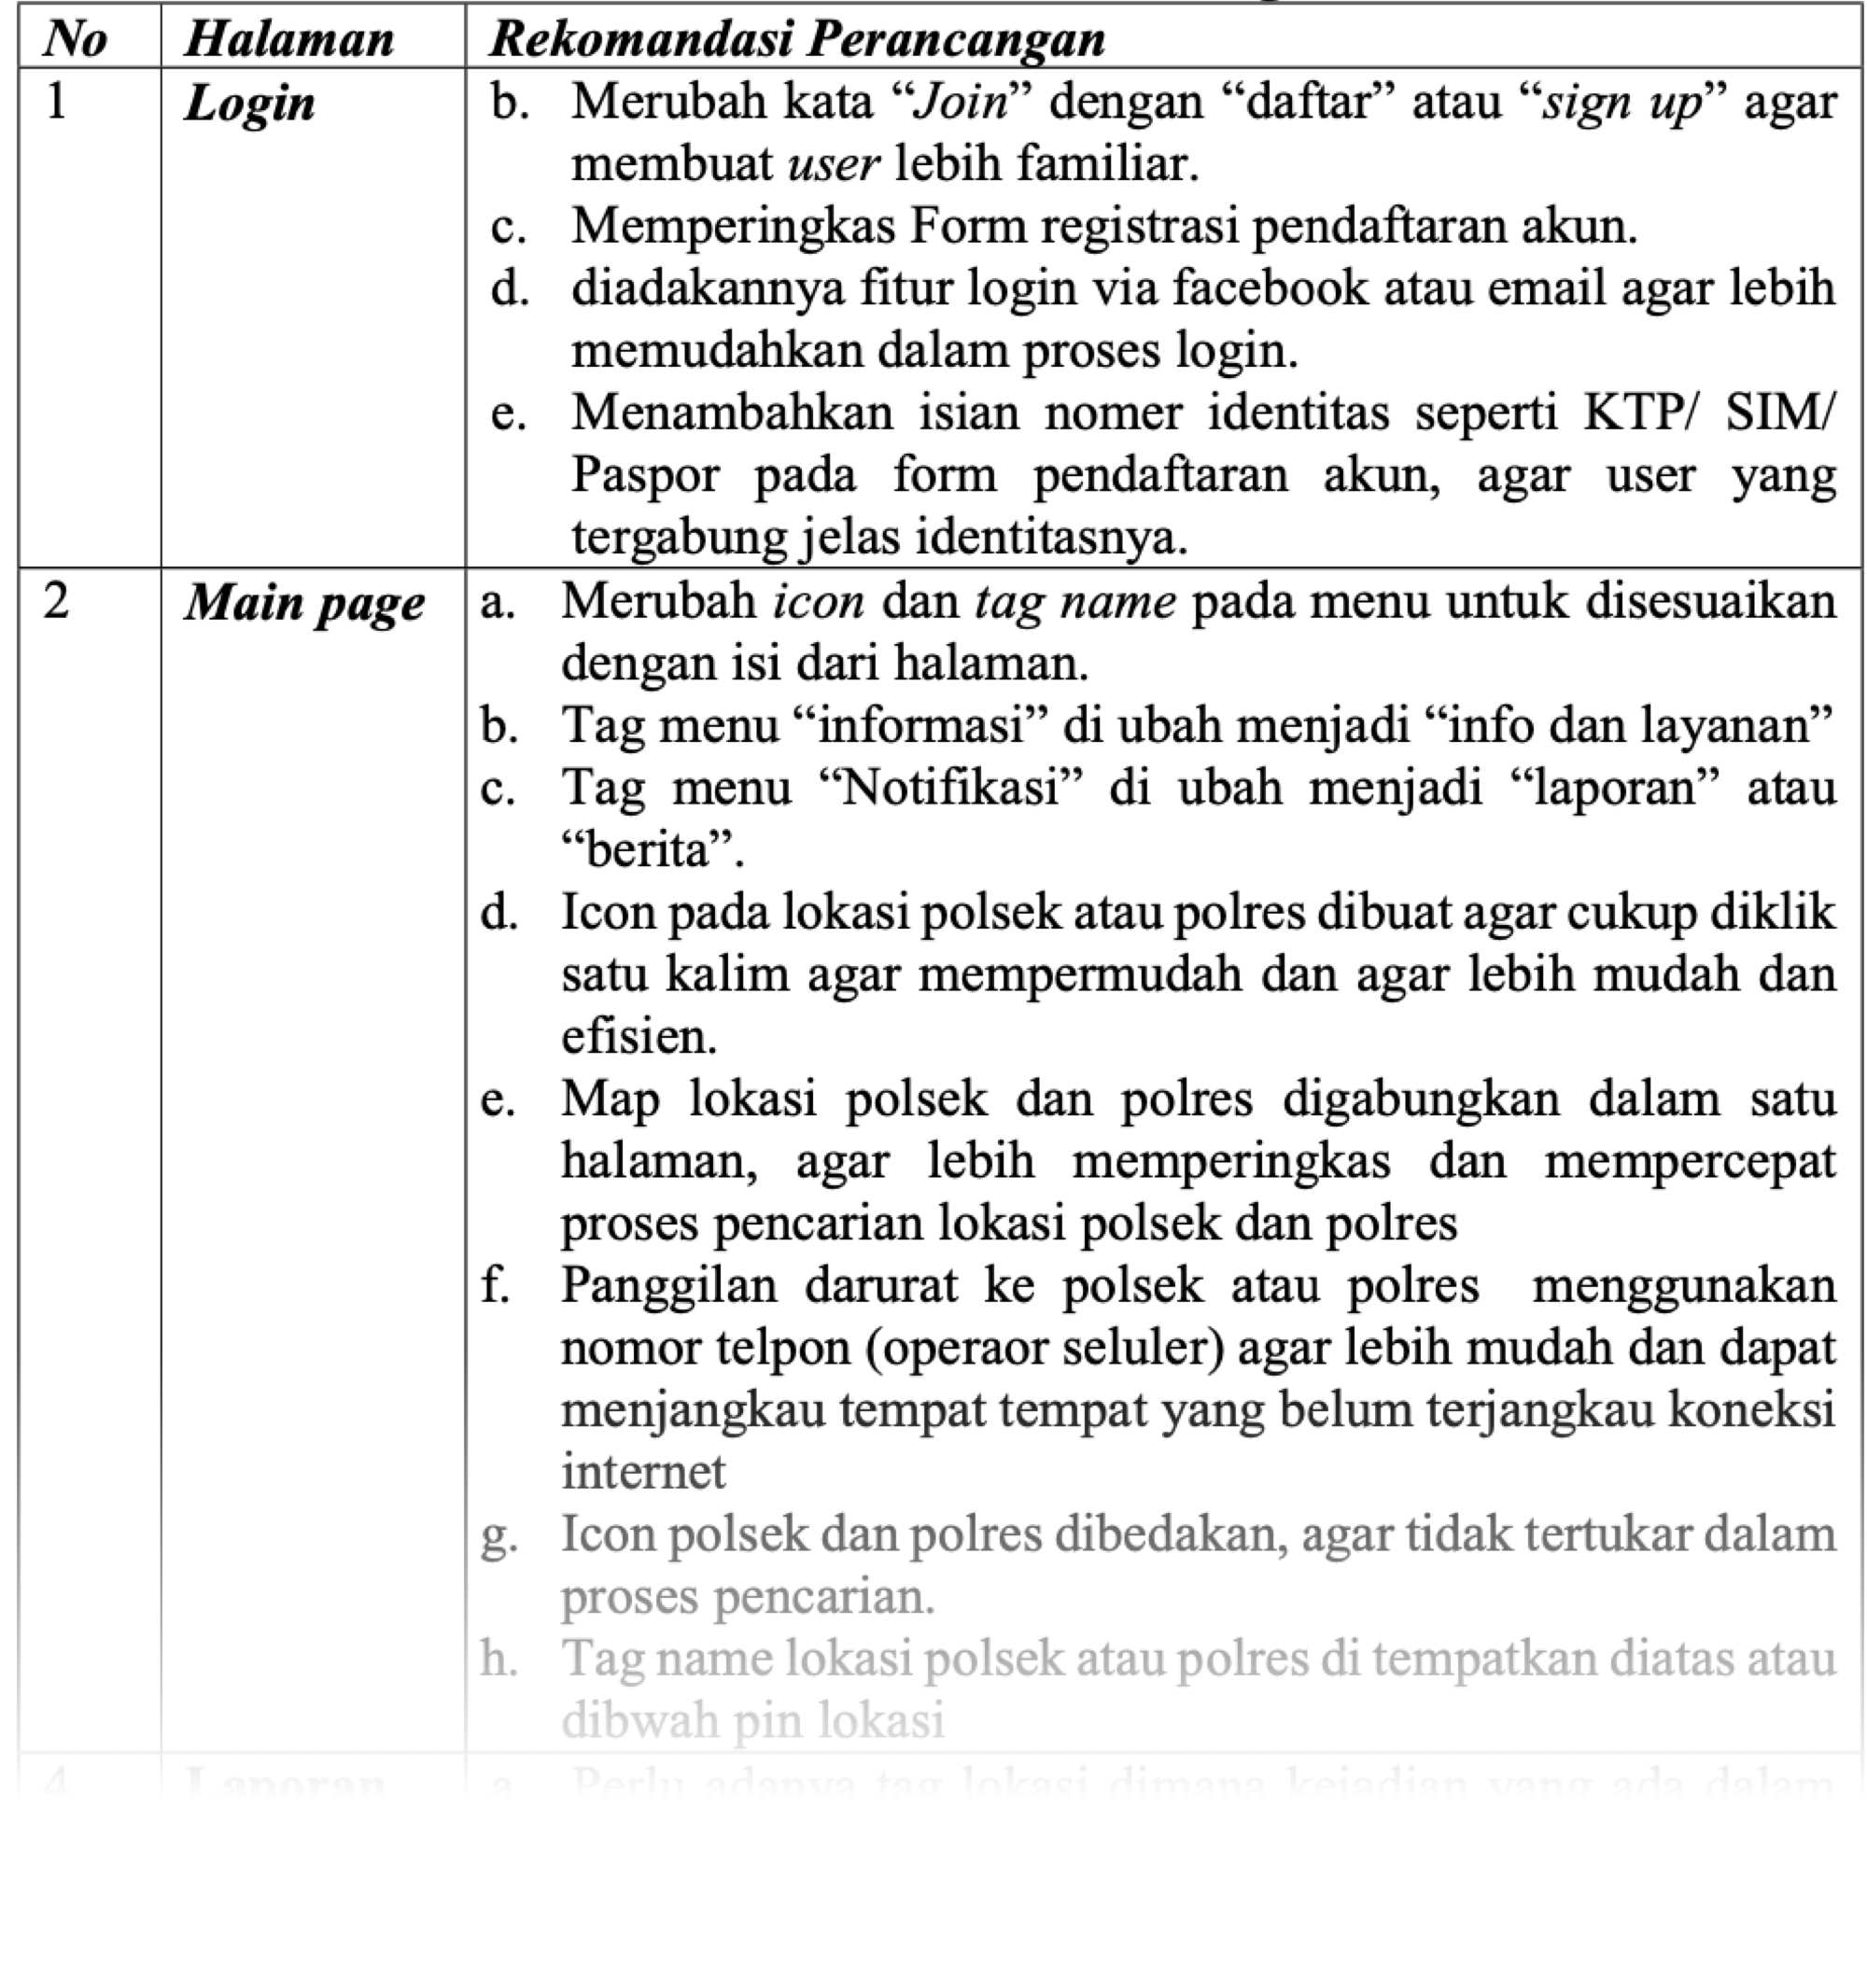 No Halaman Rekomandasi Perancangan
1 Login b. Merubah kata “Join” dengan “daftar” atau “sign up” agar
membuat user lebih familiar.
c. Memperingkas Form registrasi pendaftaran akun.
d. diadakannya fitur login via facebook atau email agar lebih
memudahkan dalam proses login.
e. Menambahkan isian nomer identitas seperti KTP/ SIM/
Paspor pada form pendaftaran akun, agar user yang
tergabung jelas identitasnya.
2 Main page a. Merubah icon dan tag name pada menu untuk disesuaikan
dengan isi dari halaman.
b. Tag menu “informasi” di ubah menjadi “info dan layanan”
c. Tag menu “Notifikasi” di ubah menjadi “laporan” atau
“berita”.
d. Icon pada lokasi polsek atau polres dibuat agar cukup diklik
satu kalim agar mempermudah dan agar lebih mudah dan
efisien.
e. Map lokasi polsek dan polres digabungkan dalam satu
halaman, agar lebih memperingkas dan mempercepat
proses pencarian lokasi polsek dan polres
f. Panggilan darurat ke polsek atau polres menggunakan
nomor telpon (operaor seluler) agar lebih mudah dan dapat
menjangkau tempat tempat yang belum terjangkau koneksi
internet
g. Icon polsek dan polres dibedakan, agar tidak tertukar dalam
proses pencarian.
h. Tag name lokasi polsek atau polres di tempatkan diatas atau
dibwah pin lokasi
4 Laporan a. Perlu adanya tag lokasi dimana kejadian yang ada dalam